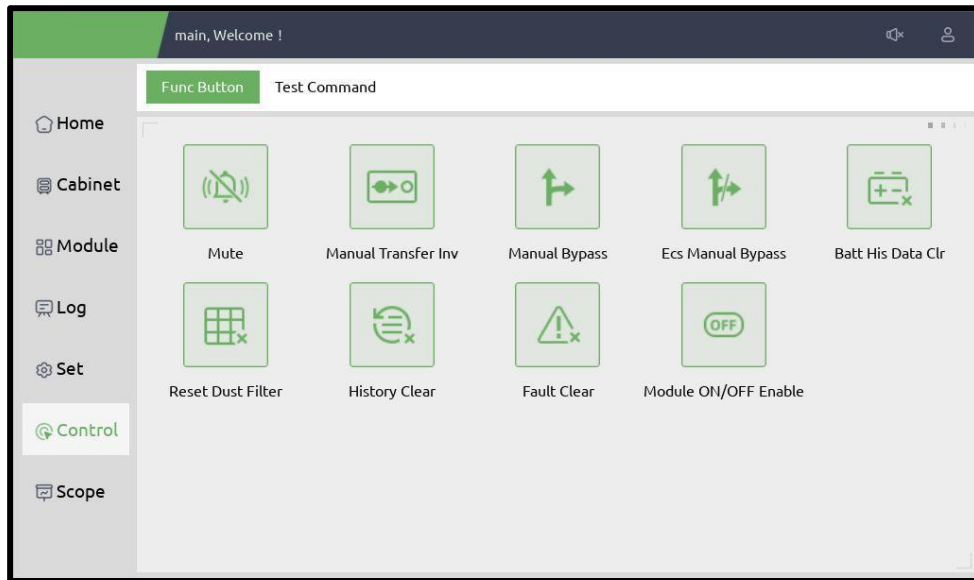 main, Welcome !
Func Button Test Command
Home
Cabinet
Module
Log
Set
Control
Scope
Mute Manual Transfer Inv Manual Bypass Ecs Manual Bypass Batt His Data Clr
OFF
Reset Dust Filter History Clear Fault Clear Module ON/OFF Enable